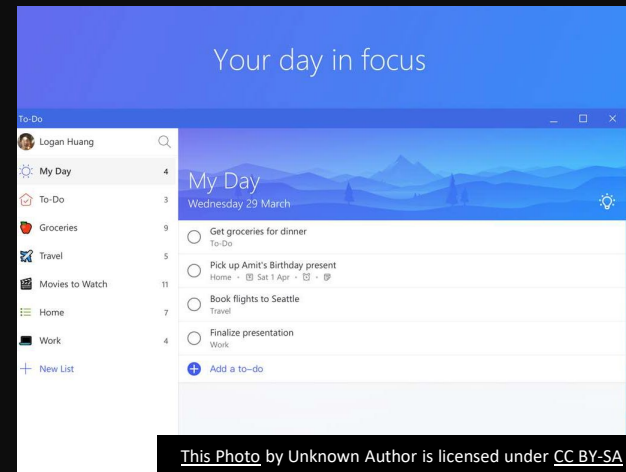 Your day in focus
To-Do
Logan Huang
My Day 4
To-Do 3
Groceries 9
Travel 5
Movies to Watch 11
Home 7
Work 4
New List
My Day
Wednesday 29 March
Get groceries for dinner
To-Do
Pick up Amit's Birthday present
Home • Sat 1 Apr
Book flights to Seattle
Travel
Finalize presentation
Work
Add a to-do
This Photo by Unknown Author is licensed under CC BY-SA